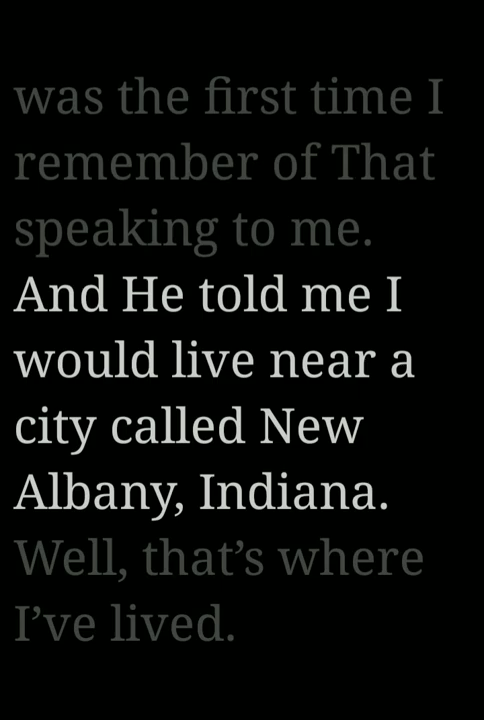 was the first time I
remember of That
speaking to me.
And He told me I
would live near a
city called New
Albany, Indiana.
Well, that’s where
I’ve lived.